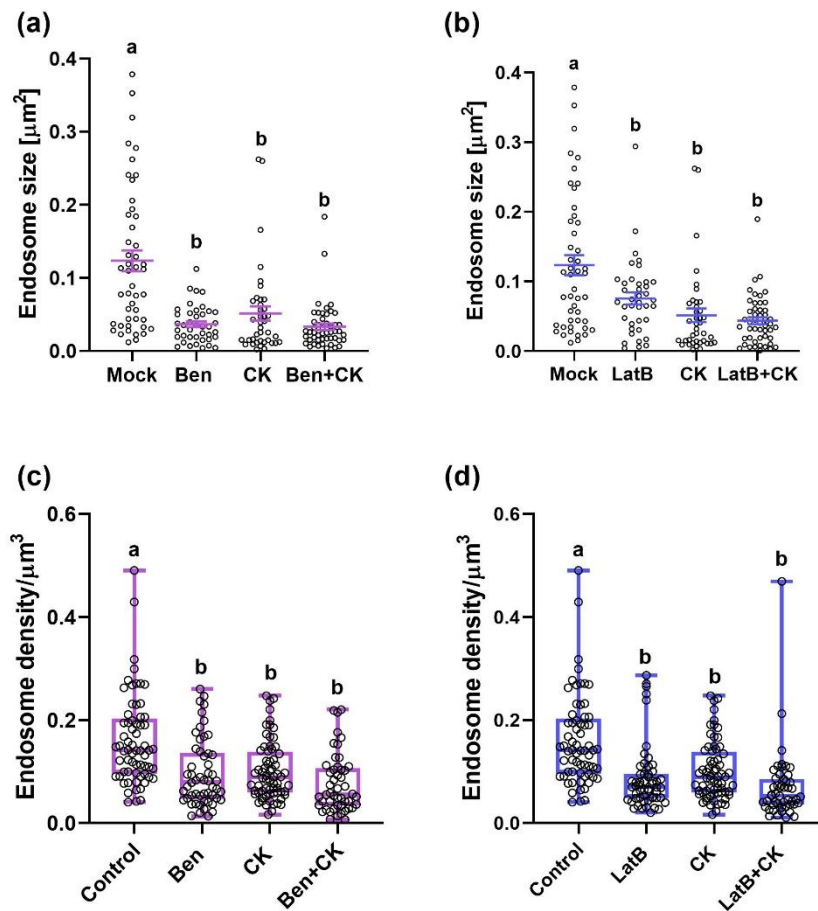 (a)
a
b
b
b
Endosome size [μm²]
0.4
0.3
0.2
0.1
0.0
Mock Ben CK Ben+CK
(b)
a
b
b
b
Endosome size [μm²]
0.4
0.3
0.2
0.1
0.0
Mock LatB CK LatB+CK
(c)
a
b
b
b
Endosome density/μm³
0.6
0.4
0.2
0.0
Control Ben CK Ben+CK
(d)
a
b
b
b
Endosome density/μm³
0.6
0.4
0.2
0.0
Control LatB CK LatB+CK